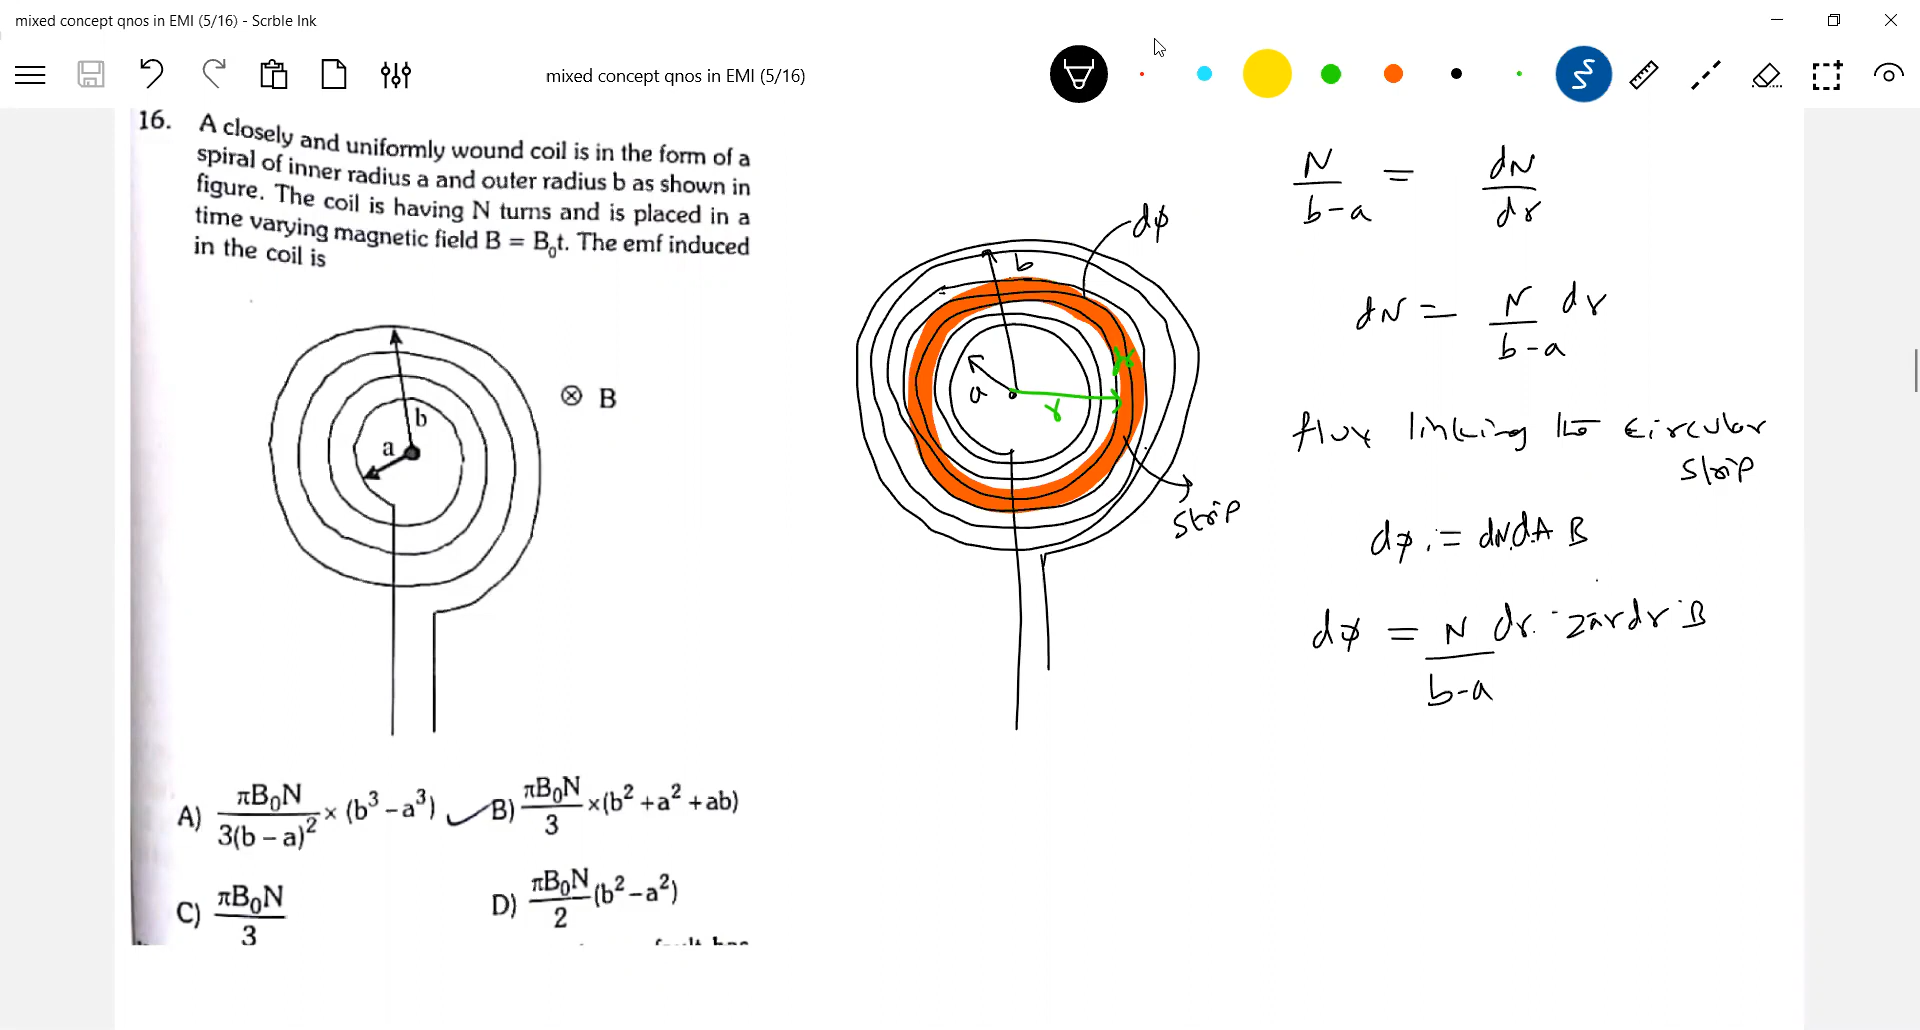 mixed concept qnos in EMI (5/16) - Scrble Ink
mixed concept qnos in EMI (5/16)
16. A closely and uniformly wound coil is in the form of a
spiral of inner radius a and outer radius b as shown in
figure. The coil is having N turns and is placed in a
time varying magnetic field B = B₀t. The emf induced
in the coil is
b
a
⊗ B
A) πB₀N / 3(b – a)² × (b³ – a³) B) πB₀N / 3 × (b² + a² + ab)
C) πB₀N / 3 D) πB₀N / 2 (b² – a²)
dφ
b
a
r
strip
N / b-a = dN / dr
dN = N / b-a dr
flux linking to circular
strip
dφ = dN.dA B
dφ = N / b-a dr. 2πrdr B